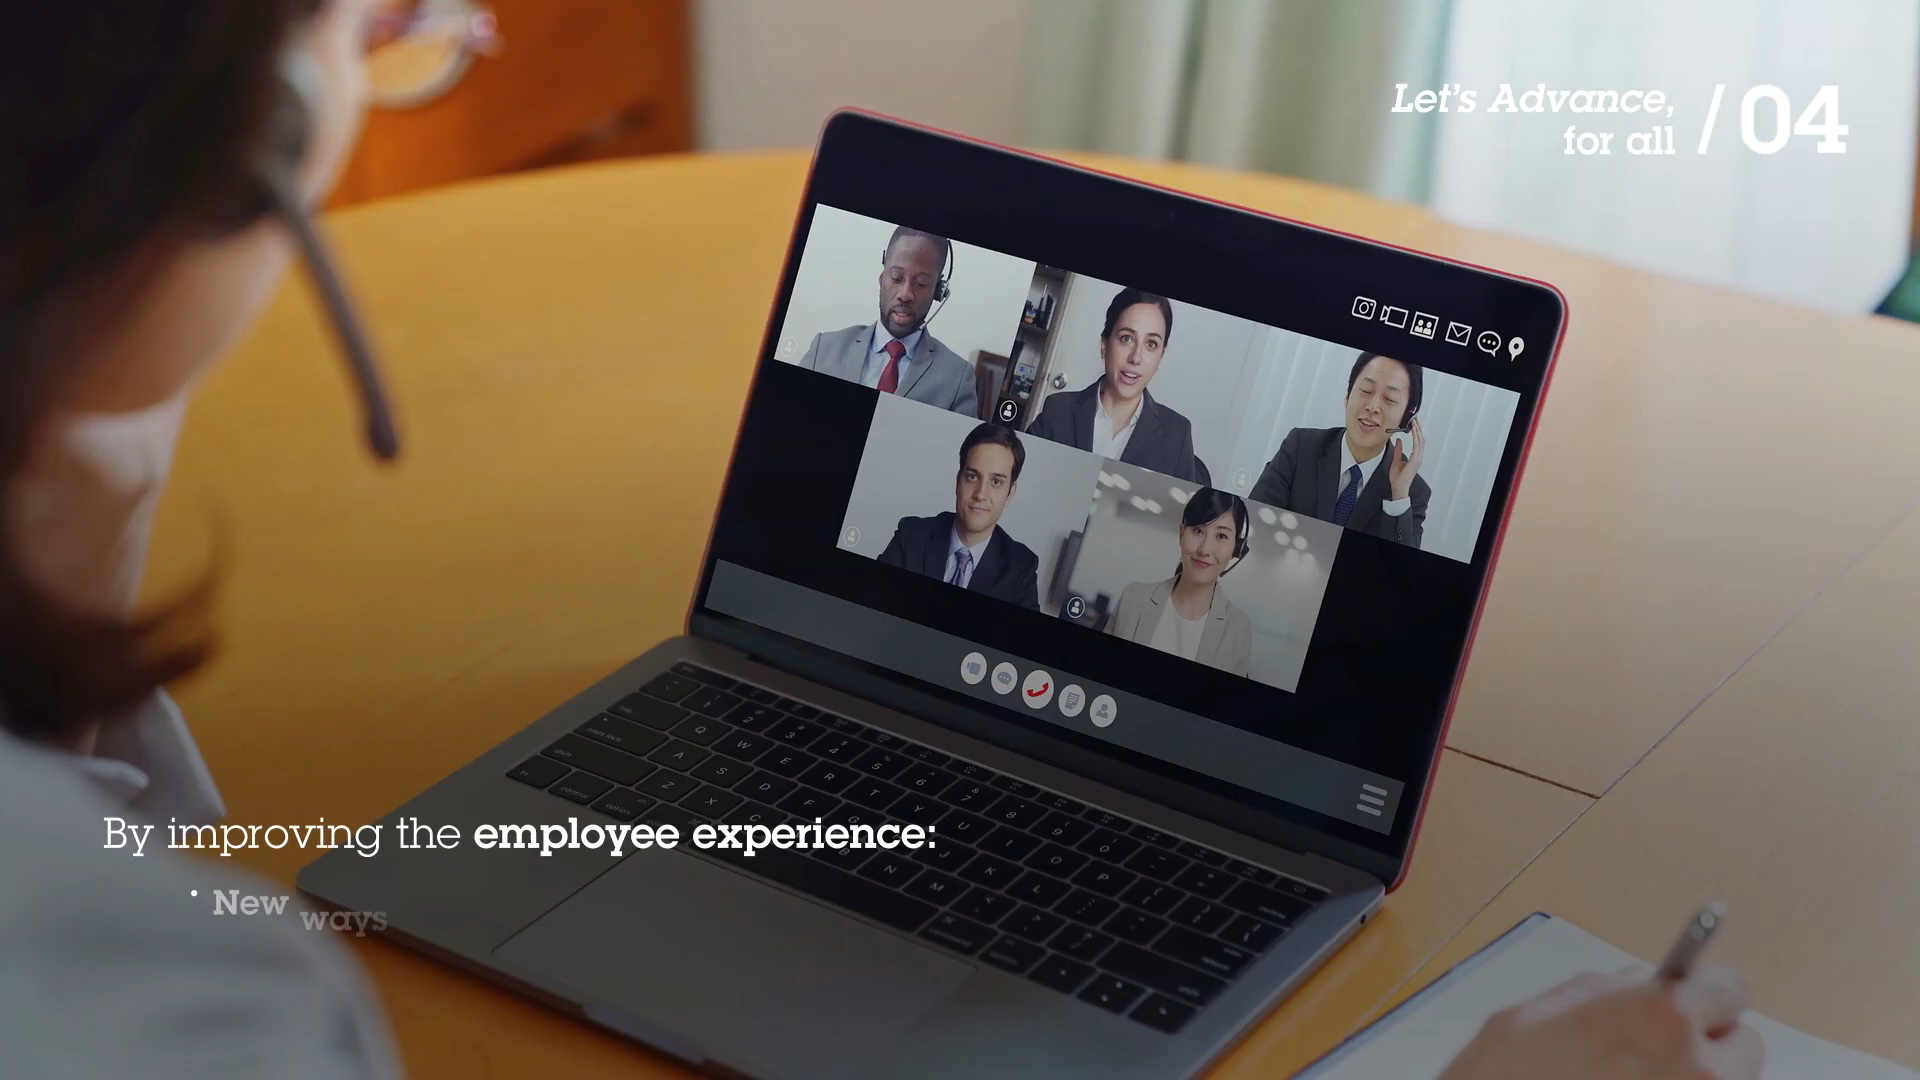 Let's Advance,
for all
/04
By improving the employee experience:
• New ways